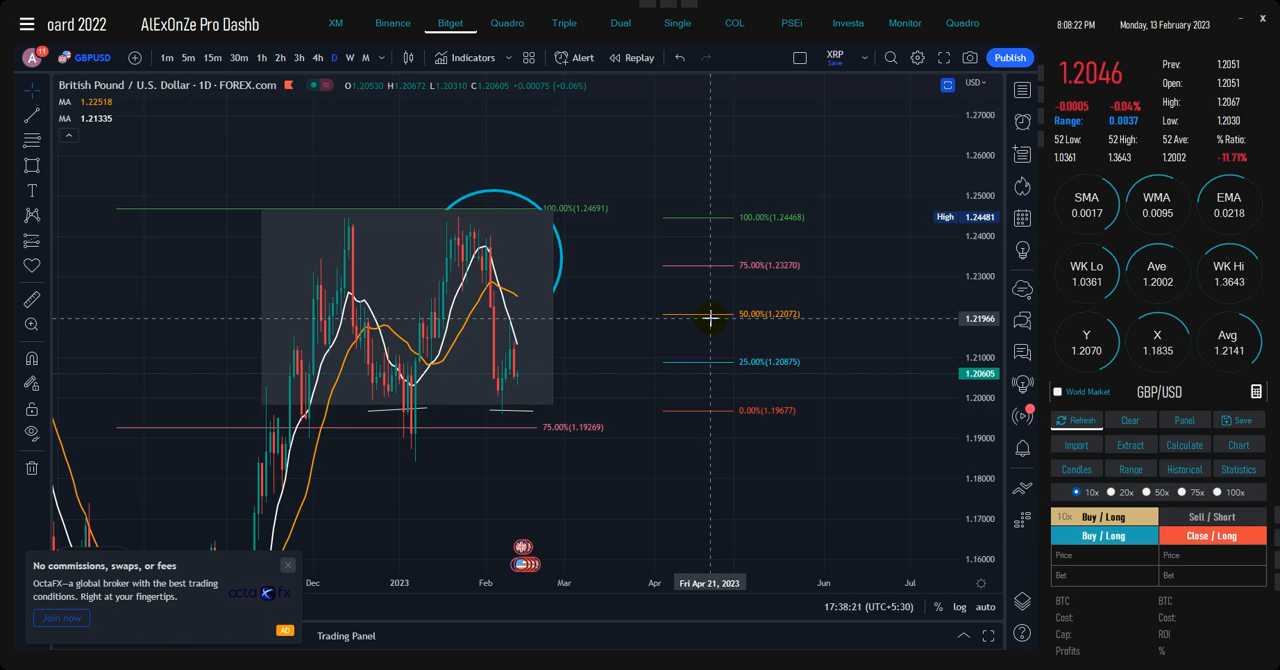 oard 2022
AlExOnZe Pro Dashb
XM
Binance
Bitget
Quadro
Triple
Dual
Single
COL
PSEi
Investa
Monitor
Quadro
8:08:22 PM
Monday, 13 February 2023
X
A
11
GBPUSD
1m 5m 15m 30m 1h 2h 3h 4h D W M
Indicators
Alert
Replay
XRP
Save
Publish
British Pound / U.S. Dollar · 1D · FOREX.com
O1.20530 H1.20672 L1.20310 C1.20605 +0.00075 (+0.06%)
USD
MA 1.22518
MA 1.21335
1.27000
1.26000
1.25000
High 1.24481
1.24000
1.23000
1.21966
1.21000
1.20605
1.20000
1.19000
1.18000
1.17000
1.16000
100.00%(1.24691)
75.00%(1.19269)
100.00%(1.24468)
75.00%(1.23270)
50.00%(1.22072)
25.00%(1.20875)
0.00%(1.19677)
Dec
2023
Feb
Mar
Apr
Fri Apr 21, 2023
Jun
Jul
No commissions, swaps, or fees
OctaFX—a global broker with the best trading
conditions. Right at your fingertips.
octa fx
Join now
AD
17:38:21 (UTC+5:30)
%
log
auto
Trading Panel
1.2046
-0.0005 -0.04%
Range: 0.0037
Prev: 1.2051
Open: 1.2051
High: 1.2067
Low: 1.2030
52 Low: 52 High: 52 Ave: % Ratio:
1.0361 1.3643 1.2002 -11.71%
SMA
0.0017
WMA
0.0095
EMA
0.0218
WK Lo
1.0361
Ave
1.2002
WK Hi
1.3643
Y
1.2070
X
1.1835
Avg
1.2141
World Market
GBP/USD
Refresh Clear Panel Save
Import Extract Calculate Chart
Candles Range Historical Statistics
10x 20x 50x 75x 100x
10x Buy / Long Sell / Short
Buy / Long Close / Long
Price Price
Bet Bet
BTC BTC
Cost: Cost:
Cap: ROI
Profits %